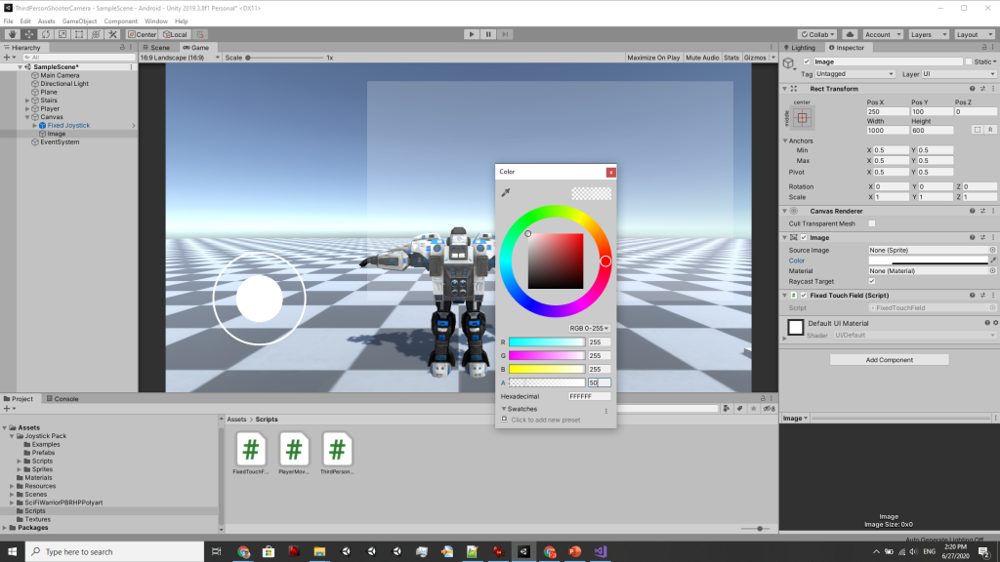 ThirdPersonShooterCamera - SampleScene - Android - Unity 2019.3.8f1 Personal* <DX11>
File Edit Assets GameObject Component Window Help
Center Local Collab Account Layers Layout
Hierarchy Scene Game Lighting Inspector
All 16:9 Landscape (16:9) Scale 1x Maximize On Play Mute Audio Stats Gizmos Image Static
SampleScene*
Main Camera
Directional Light
Plane
Stairs
Player
Canvas
Fixed Joystick
Image
EventSystem
Tag Untagged Layer UI
Rect Transform
center Pos X Pos Y Pos Z
middle 250 100 0
Width Height
1000 600 R
Anchors
Min X 0.5 Y 0.5
Max X 0.5 Y 0.5
Pivot X 0.5 Y 0.5
Rotation X 0 Y 0 Z 0
Scale X 1 Y 1 Z 1
Canvas Renderer
Cull Transparent Mesh
Image
Source Image None (Sprite)
Color
Material None (Material)
Raycast Target
Fixed Touch Field (Script)
Script FixedTouchField
Default UI Material
Shader UI/Default
Add Component
Color
RGB 0-255
R 255
G 255
B 255
A 50
Hexadecimal FFFFFF
Swatches
Click to add new preset
Project Console
8
Assets
Joystick Pack
Examples
Prefabs
Scripts
Sprites
Materials
Resources
Scenes
SciFiWarriorPBRHPPolyart
Scripts
Textures
Packages
Assets > Scripts
FixedTouchF... PlayerMov... ThirdPerson...
Image
Image
Image Size: 0x0
Auto Generate Lighting Off
Type here to search
ENG
2:20 PM
6/27/2020
2